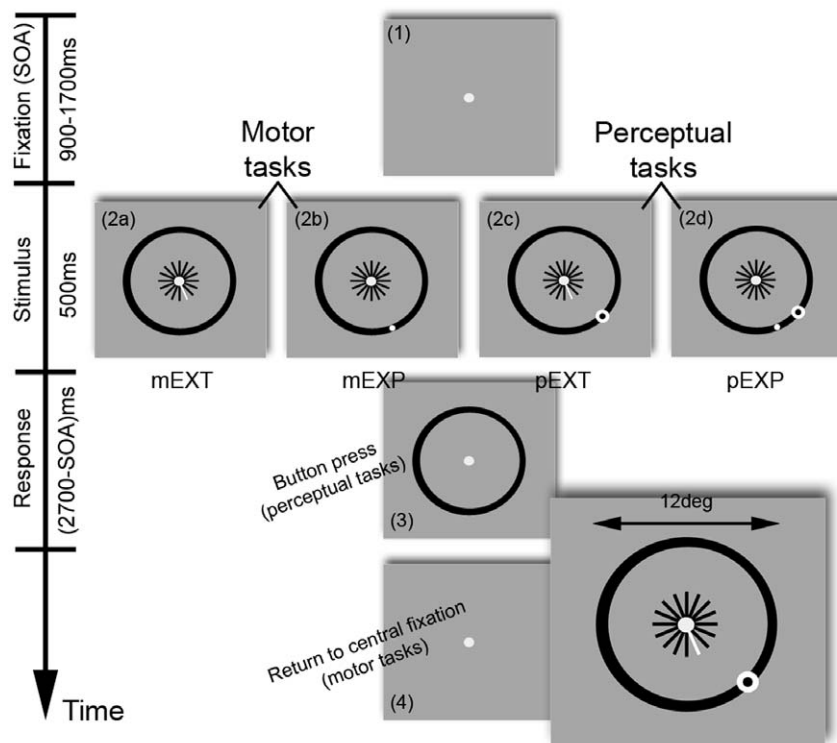 Fixation (SOA)
900-1700ms
(1)
Motor
tasks
Perceptual
tasks
Stimulus
500ms
(2a)
(2b)
(2c)
(2d)
mEXT
mEXP
pEXT
pEXP
Response
(2700-SOA)ms
Button press
(perceptual tasks)
(3)
12deg
Return to central fixation
(motor tasks)
(4)
Time